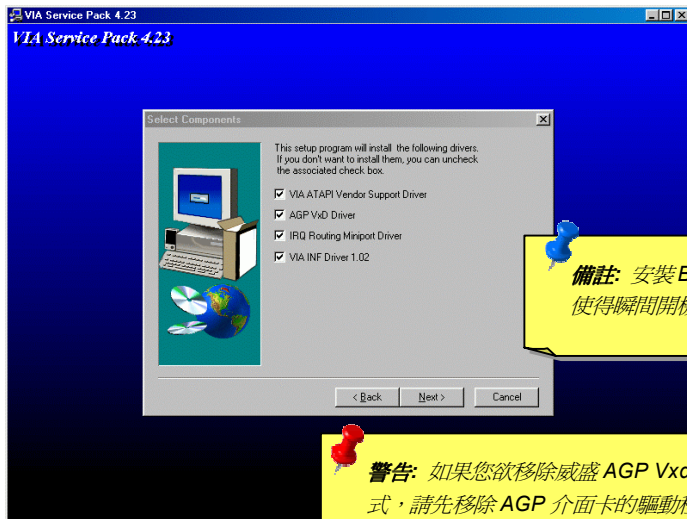 VIA Service Pack 4.23
VIA Service Pack 4.23
Select Components
This setup program will install the following drivers.
If you don't want to install them, you can uncheck
the associated check box.
VIA ATAPI Vendor Support Driver
AGP VxD Driver
IRQ Routing Miniport Driver
VIA INF Driver 1.02
備註: 安裝
使得瞬間開機
< Back
Next >
Cancel
警告: 如果您欲移除威盛 AGP Vxd
式，請先移除 AGP 介面卡的驅動程